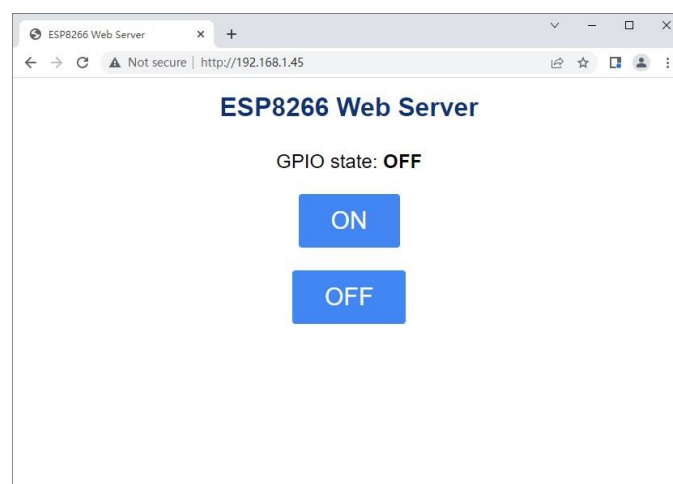 ESP8266 Web Server
Not secure | http://192.168.1.45
ESP8266 Web Server
GPIO state: OFF
ON
OFF